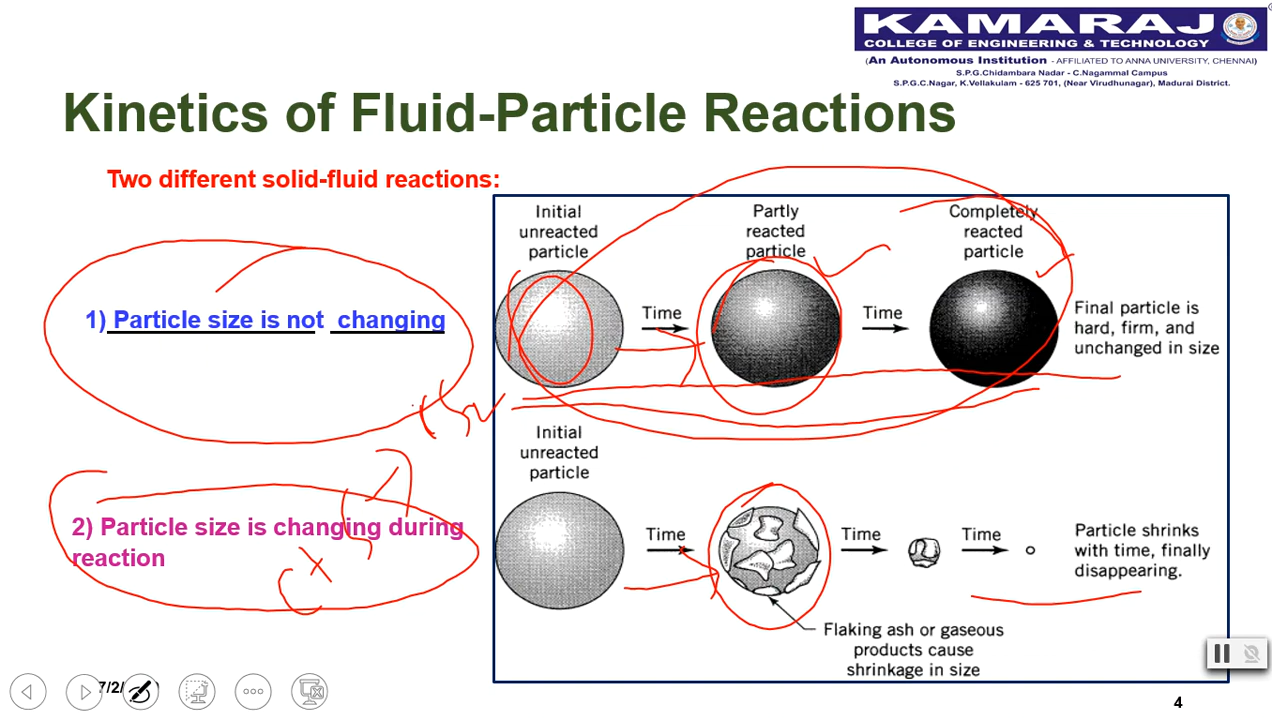 KAMARAJ
COLLEGE OF ENGINEERING & TECHNOLOGY
(An Autonomous Institution - AFFILIATED TO ANNA UNIVERSITY, CHENNAI)
S.P.G.Chidambara Nadar - C.Nagammal Campus
S.P.G.C.Nagar, K.Vellakulam - 625 701, (Near Virudhunagar), Madurai District.
Kinetics of Fluid-Particle Reactions
Two different solid-fluid reactions:
1) Particle size is not changing
2) Particle size is changing during
reaction
Initial
unreacted
particle
Time
Partly
reacted
particle
Time
Completely
reacted
particle
Final particle is
hard, firm, and
unchanged in size
Initial
unreacted
particle
Time
Time
Time
Particle shrinks
with time, finally
disappearing.
Flaking ash or gaseous
products cause
shrinkage in size
7/2/
4